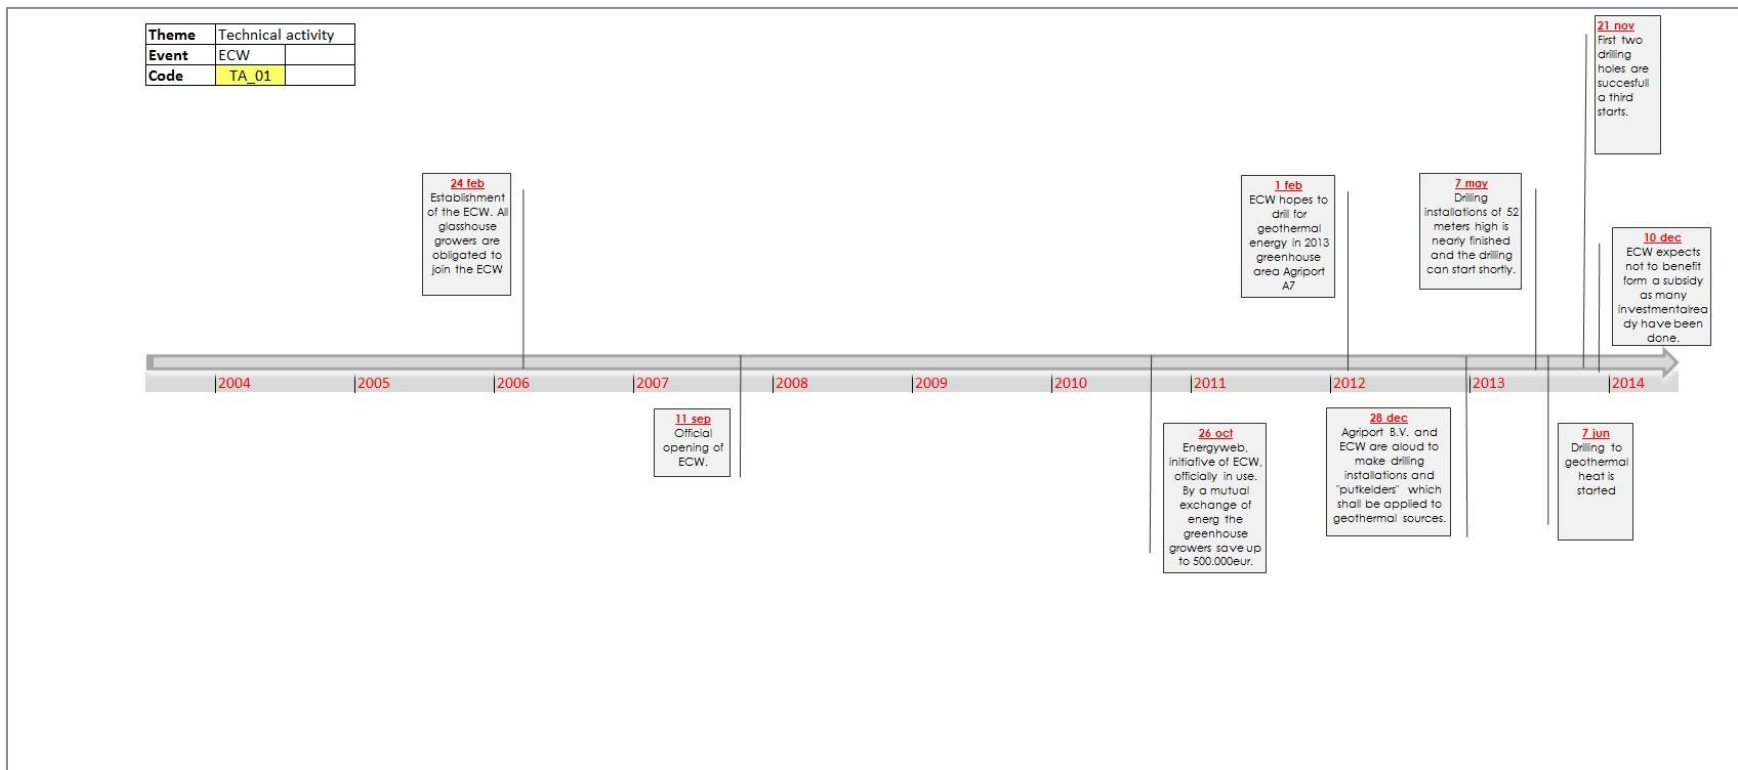 Theme Technical activity
Event ECW
Code TA_01
21 nov
First two
drilling
holes are
succesfull
a third
starts.
24 feb
Establishment
of the ECW. All
glasshouse
growers are
obligated to
join the ECW
1 feb
ECW hopes to
drill for
geothermal
energy in 2013
greenhouse
area Agriport
A7
7 may
Drilling
installations of 52
meters high is
nearly finished
and the drilling
can start shortly.
10 dec
ECW expects
not to benefit
form a subsidy
as many
investmentalrea
dy have been
done.
2004 2005 2006 2007 2008 2009 2010 2011 2012 2013 2014
11 sep
Official
opening of
ECW.
26 oct
Energyweb,
initiative of ECW,
officially in use.
By a mutual
exchange of
energ the
greenhouse
growers save up
to 500.000eur.
28 dec
Agriport B.V. and
ECW are aloud to
make drilling
installations and
"putkelders" which
shall be applied to
geothermal sources.
7 jun
Drilling to
geothermal
heat is
started